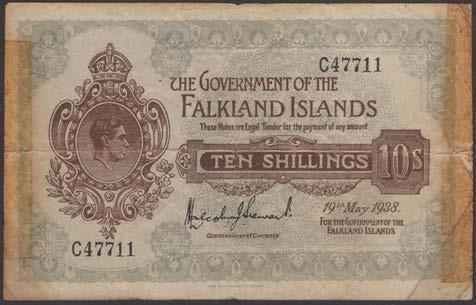 C47711
THE GOVERNMENT OF THE
FALKLAND ISLANDS
These Notes are Legal Tender for the payment of any amount
TEN SHILLINGS 10s
19th May 1938.
FOR THE GOVERNMENT OF THE
FALKLAND ISLANDS
Commissioner of Currency
C47711